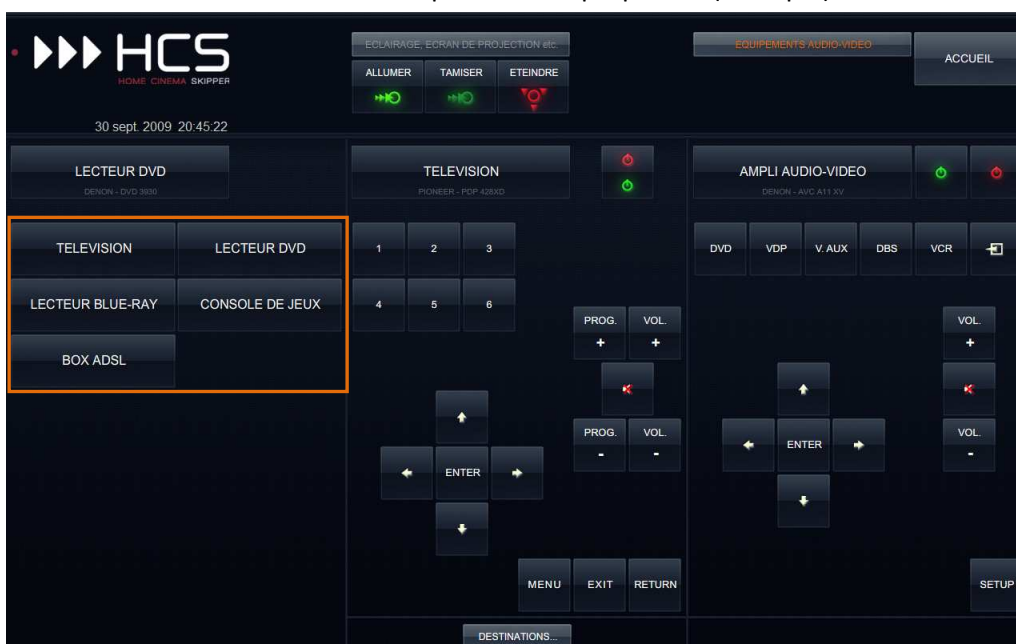 HCS
HOME CINEMA SKIPPER
30 sept. 2009 20:45:22
ECLAIRAGE, ECRAN DE PROJECTION etc.
ALLUMER TAMISER ETEINDRE
EQUIPEMENTS AUDIO-VIDEO
ACCUEIL
LECTEUR DVD
DENON - DVD 3930
TELEVISION
PIONEER - PDP 428XD
AMPLI AUDIO-VIDEO
DENON - AVC A11 XV
TELEVISION LECTEUR DVD
LECTEUR BLUE-RAY CONSOLE DE JEUX
BOX ADSL
1 2 3
4 5 6
PROG. VOL.
+ +
PROG. VOL.
- -
ENTER
MENU EXIT RETURN
DESTINATIONS...
DVD VDP V. AUX DBS VCR
VOL.
+
ENTER
VOL.
-
SETUP